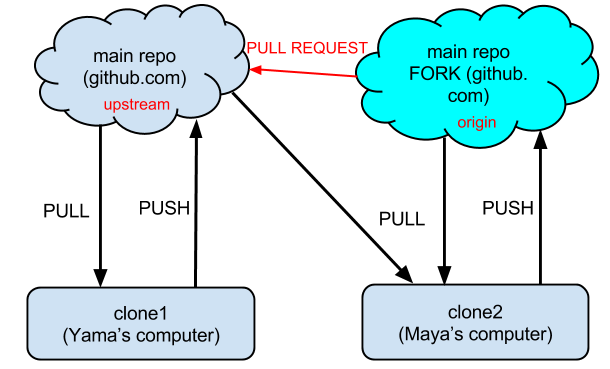 main repo
(github.com)
upstream
PULL REQUEST
main repo
FORK (github.
com)
origin
PULL
PUSH
PULL
PUSH
clone1
(Yama's computer)
clone2
(Maya's computer)